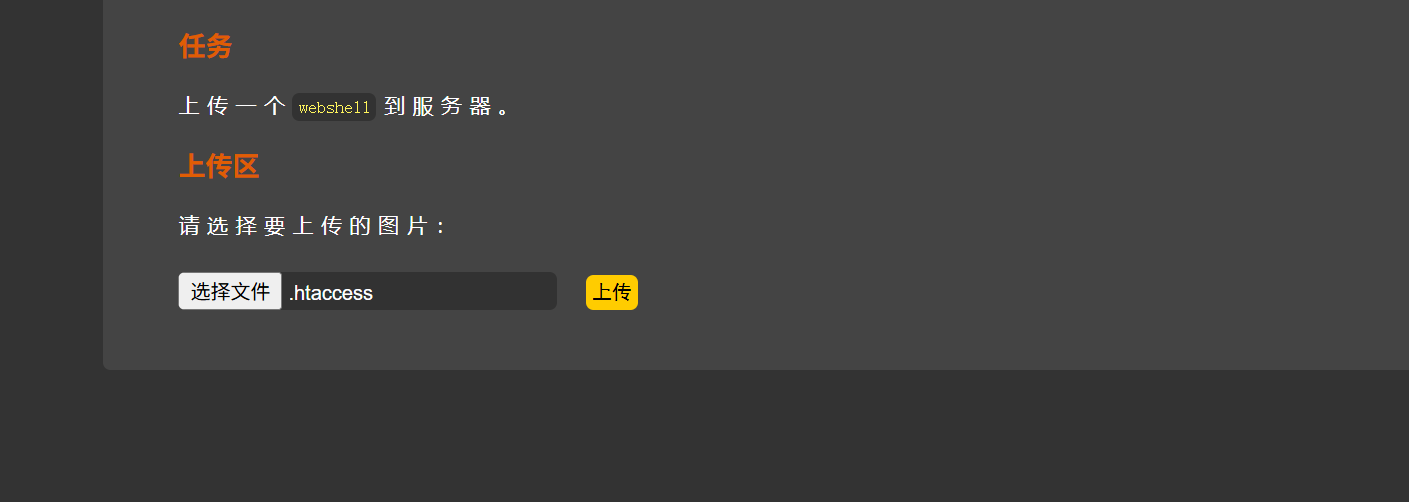 任务
上传一个 webshell 到服务器。
上传区
请选择要上传的图片：
选择文件 .htaccess 上传